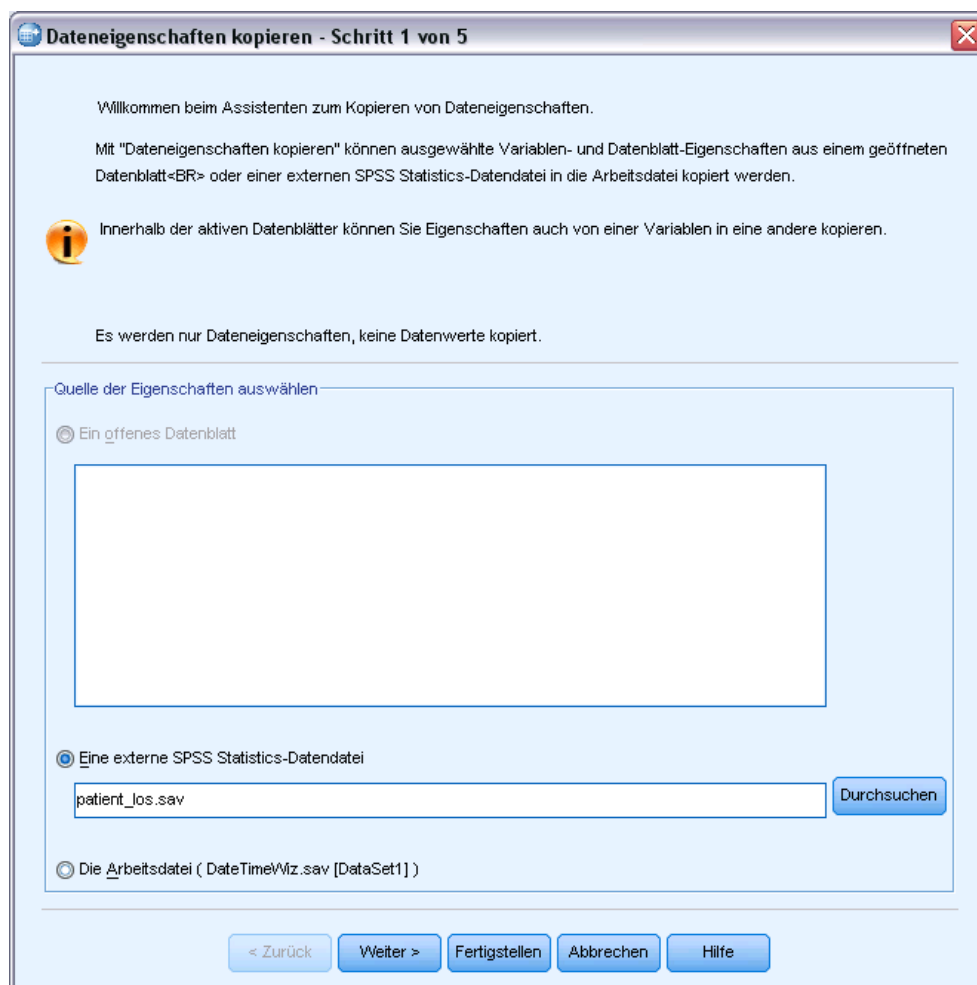 Dateneigenschaften kopieren - Schritt 1 von 5
Willkommen beim Assistenten zum Kopieren von Dateneigenschaften.
Mit "Dateneigenschaften kopieren" können ausgewählte Variablen- und Datenblatt-Eigenschaften aus einem geöffneten
Datenblatt<BR> oder einer externen SPSS Statistics-Datendatei in die Arbeitsdatei kopiert werden.
Innerhalb der aktiven Datenblätter können Sie Eigenschaften auch von einer Variablen in eine andere kopieren.
Es werden nur Dateneigenschaften, keine Datenwerte kopiert.
Quelle der Eigenschaften auswählen
Ein offenes Datenblatt
Eine externe SPSS Statistics-Datendatei
patient_los.sav
Durchsuchen
Die Arbeitsdatei ( DateTimeWiz.sav [DataSet1] )
< Zurück
Weiter >
Fertigstellen
Abbrechen
Hilfe